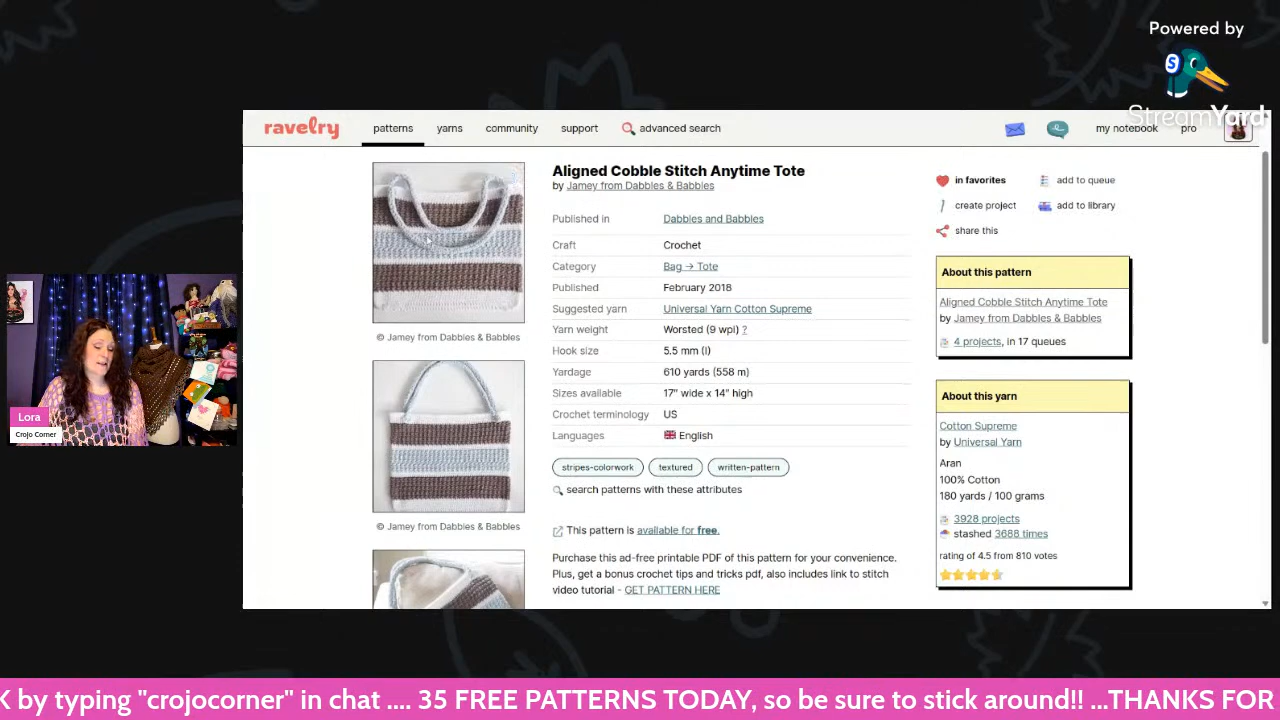 Powered by
StreamYard
ravelry
patterns yarns community support advanced search my notebook pro
Aligned Cobble Stitch Anytime Tote
by Jamey from Dabbles & Babbles
Published in Dabbles and Babbles
Craft Crochet
Category Bag → Tote
Published February 2018
Suggested yarn Universal Yarn Cotton Supreme
Yarn weight Worsted (9 wpi) ?
Hook size 5.5 mm (I)
Yardage 610 yards (558 m)
Sizes available 17" wide x 14" high
Crochet terminology US
Languages English
stripes-colorwork textured written-pattern
search patterns with these attributes
This pattern is available for free.
Purchase this ad-free printable PDF of this pattern for your convenience.
Plus, get a bonus crochet tips and tricks pdf, also includes link to stitch
video tutorial - GET PATTERN HERE
© Jamey from Dabbles & Babbles
© Jamey from Dabbles & Babbles
in favorites add to queue
create project add to library
share this
About this pattern
Aligned Cobble Stitch Anytime Tote
by Jamey from Dabbles & Babbles
4 projects, in 17 queues
About this yarn
Cotton Supreme
by Universal Yarn
Aran
100% Cotton
180 yards / 100 grams
3928 projects
stashed 3688 times
rating of 4.5 from 810 votes
Lora
Crojo Corner
K by typing "crojocorner" in chat .... 35 FREE PATTERNS TODAY, so be sure to stick around!! ...THANKS FOR